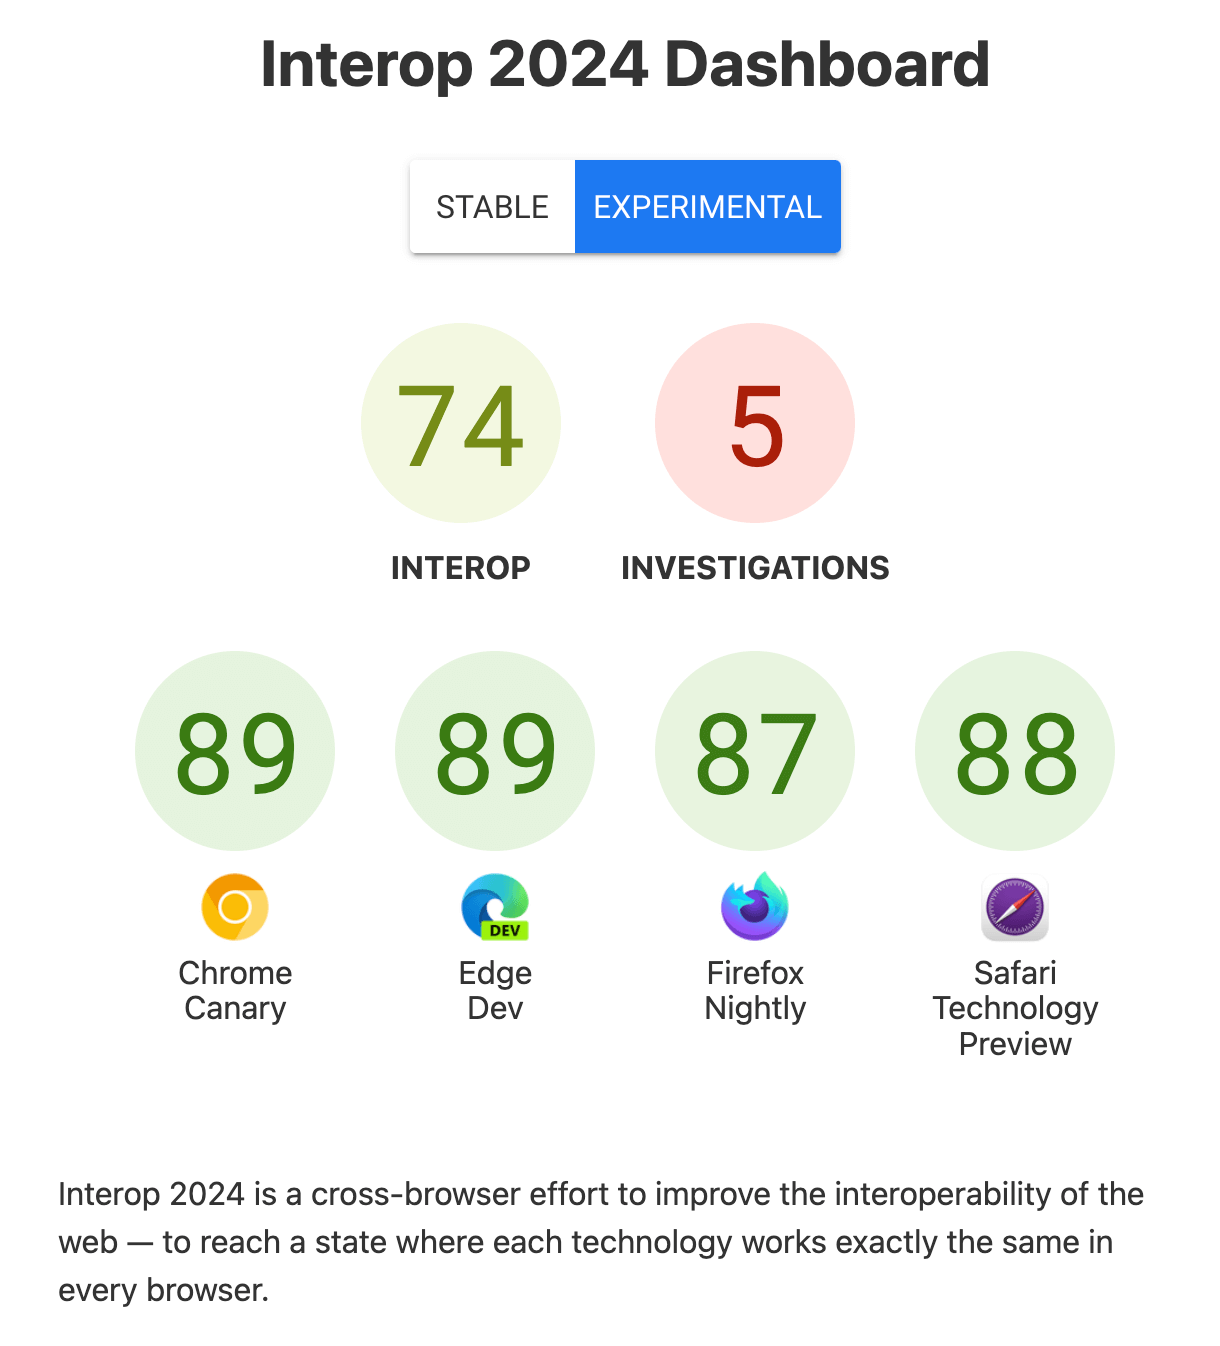 Interop 2024 Dashboard
STABLE EXPERIMENTAL
74 5
INTEROP INVESTIGATIONS
89 89 87 88
DEV
Chrome Canary
Edge Dev
Firefox Nightly
Safari Technology Preview
Interop 2024 is a cross-browser effort to improve the interoperability of the
web — to reach a state where each technology works exactly the same in
every browser.